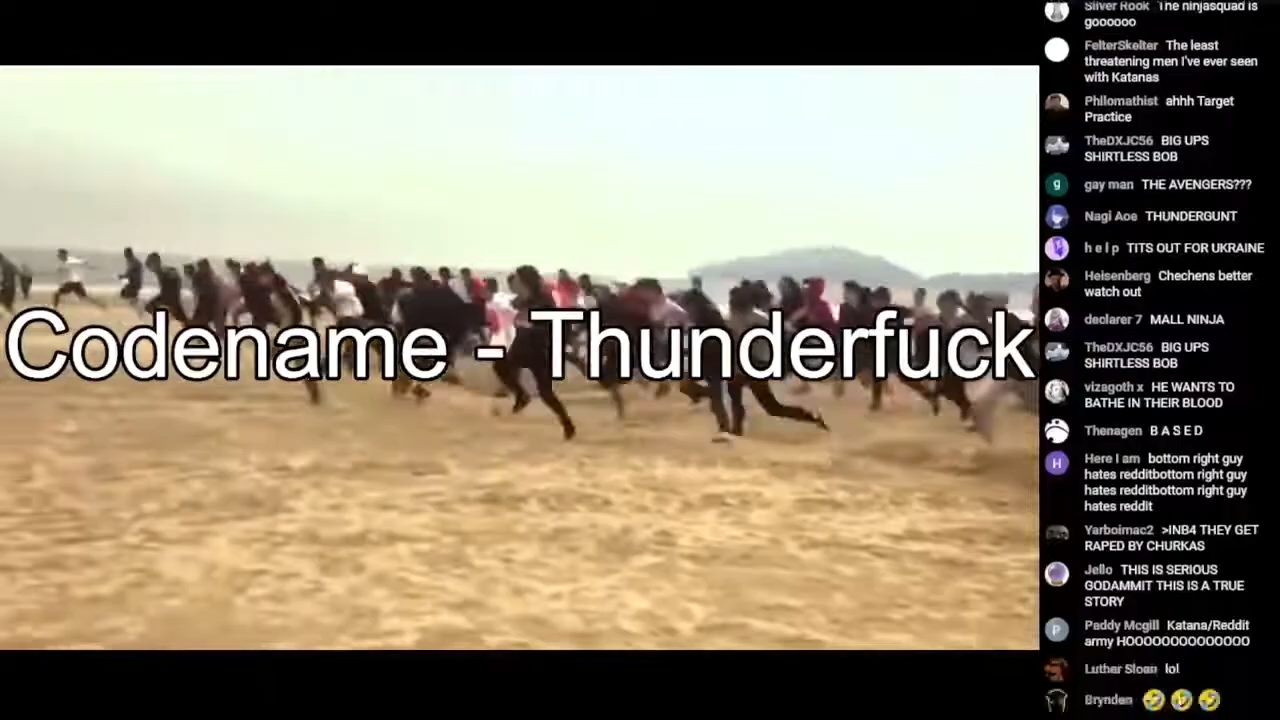 Codename - Thunderfuck
Silver Rook The ninjasquad is
goooooo
FelterSkelter The least
threatening men I've ever seen
with Katanas
Philomathist ahhh Target
Practice
TheDXJC56 BIG UPS
SHIRTLESS BOB
g
gay man THE AVENGERS???
Nagi Aoe THUNDERGUNT
h e l p TITS OUT FOR UKRAINE
Heisenberg Chechens better
watch out
declarer 7 MALL NINJA
TheDXJC56 BIG UPS
SHIRTLESS BOB
vizagoth x HE WANTS TO
BATHE IN THEIR BLOOD
Thenagen B A S E D
H
Here I am bottom right guy
hates redditbottom right guy
hates redditbottom right guy
hates reddit
Yarboimac2 >INB4 THEY GET
RAPED BY CHURKAS
Jello THIS IS SERIOUS
GODAMMIT THIS IS A TRUE
STORY
P
Paddy Mcgill Katana/Reddit
army HOOOOOOOOOOOOOO
Luther Sloan lol
Brynden 🤣🤣🤣